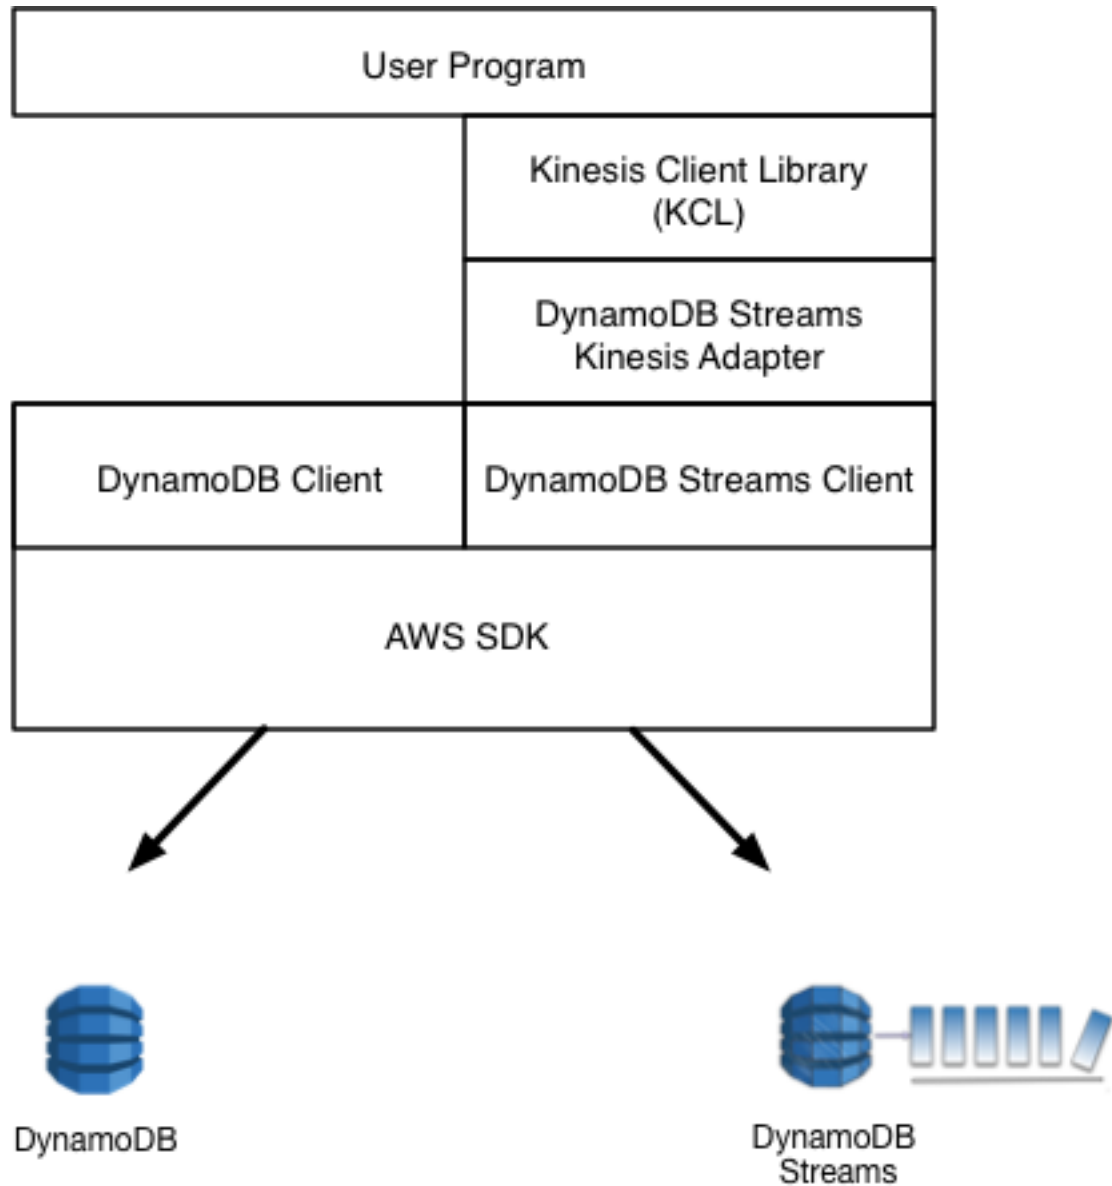 User Program
Kinesis Client Library
(KCL)
DynamoDB Streams
Kinesis Adapter
DynamoDB Client
DynamoDB Streams Client
AWS SDK
DynamoDB
DynamoDB
Streams